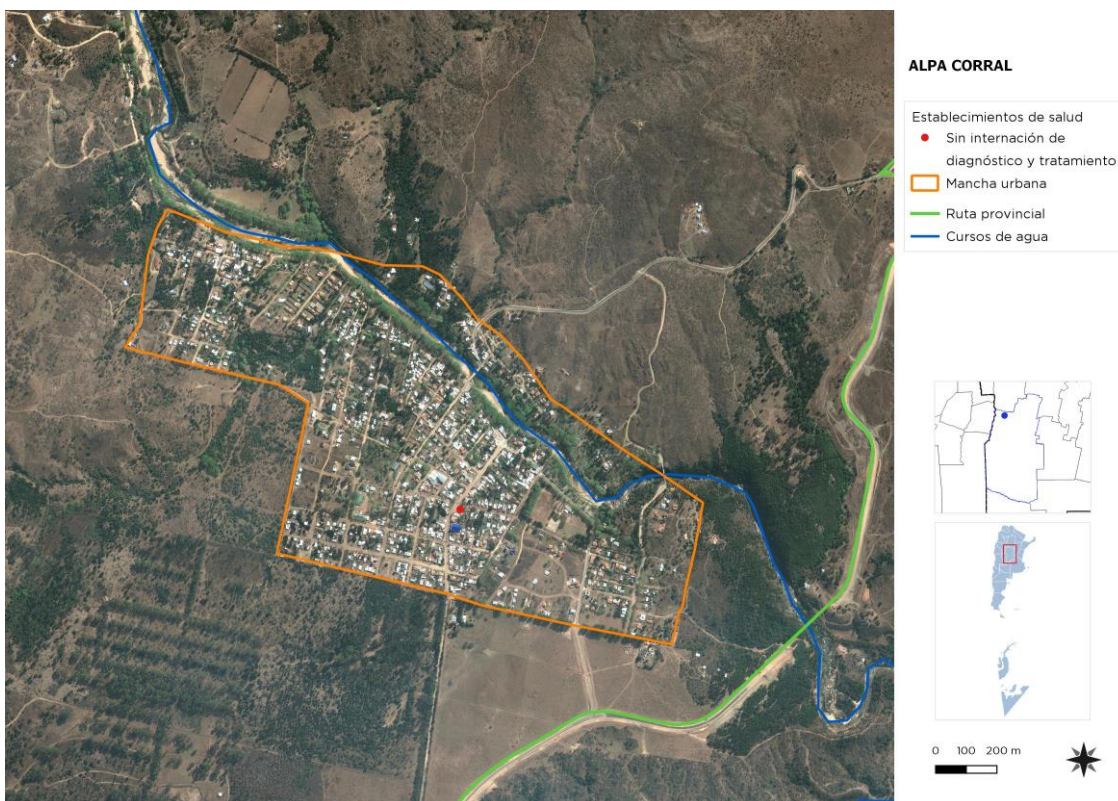 ALPA CORRAL
Establecimientos de salud
Sin internación de
diagnóstico y tratamiento
Mancha urbana
Ruta provincial
Cursos de agua
0 100 200 m